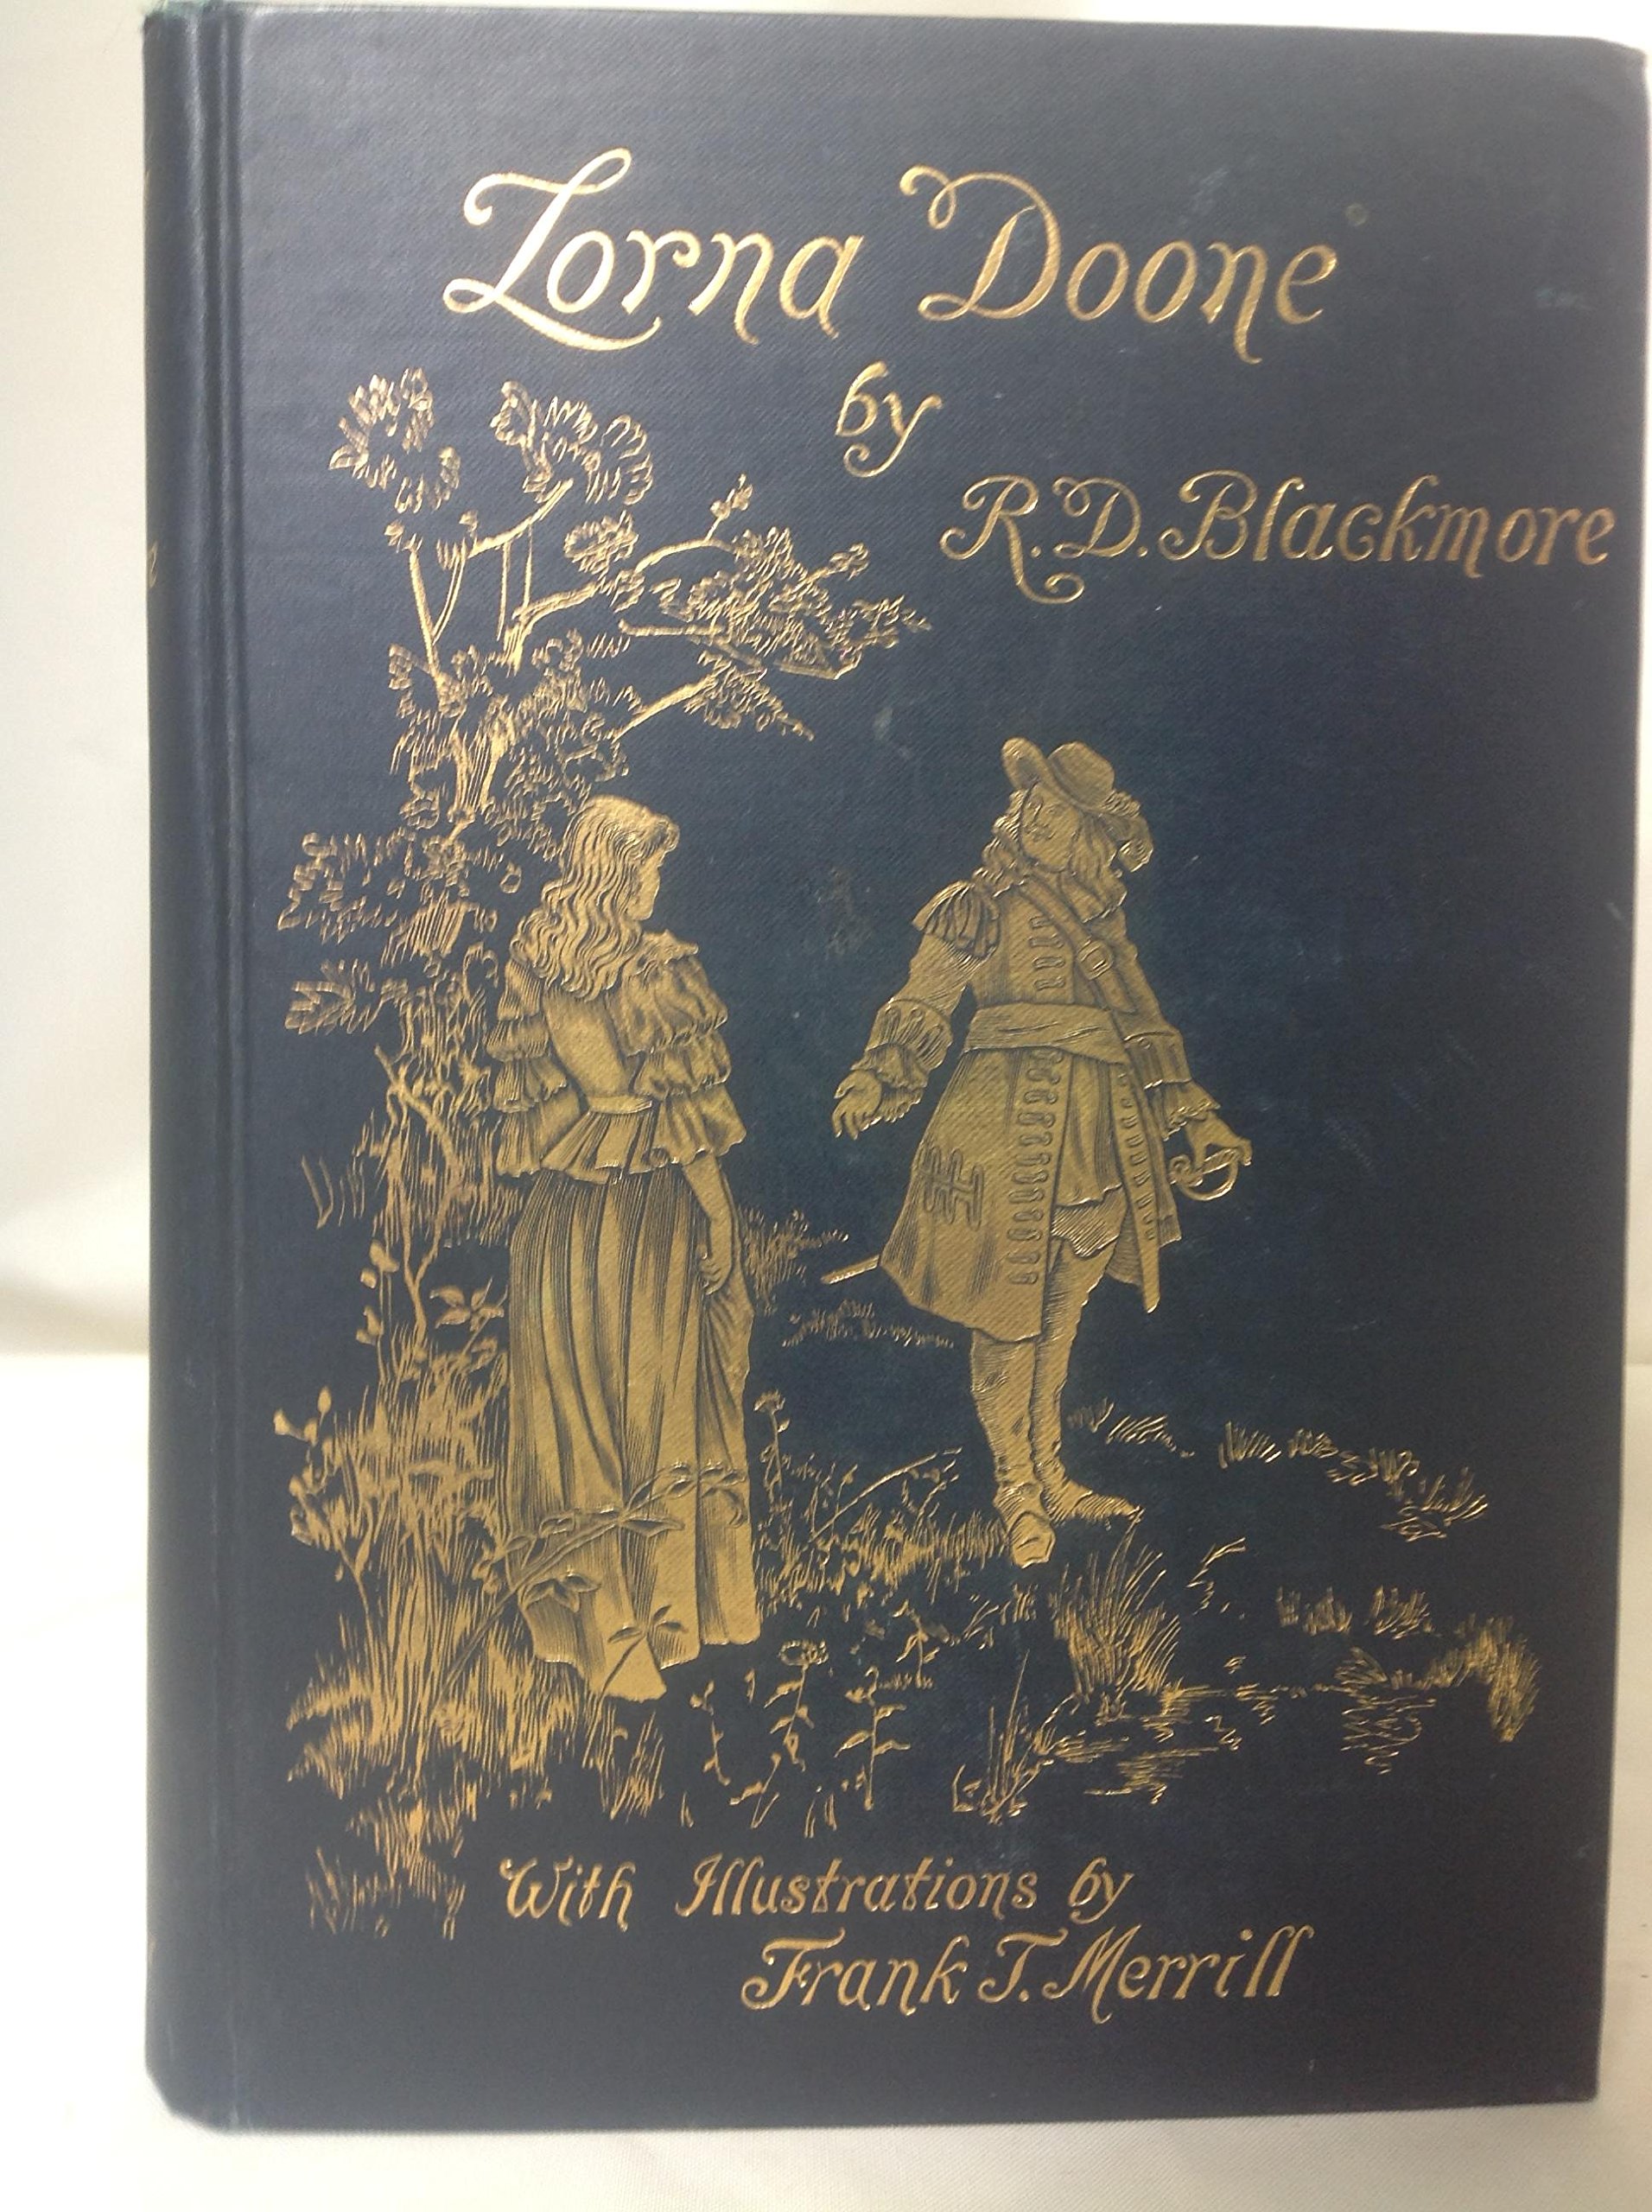 Lorna Doone
by
R.D. Blackmore
With Illustrations by
Frank T. Merrill